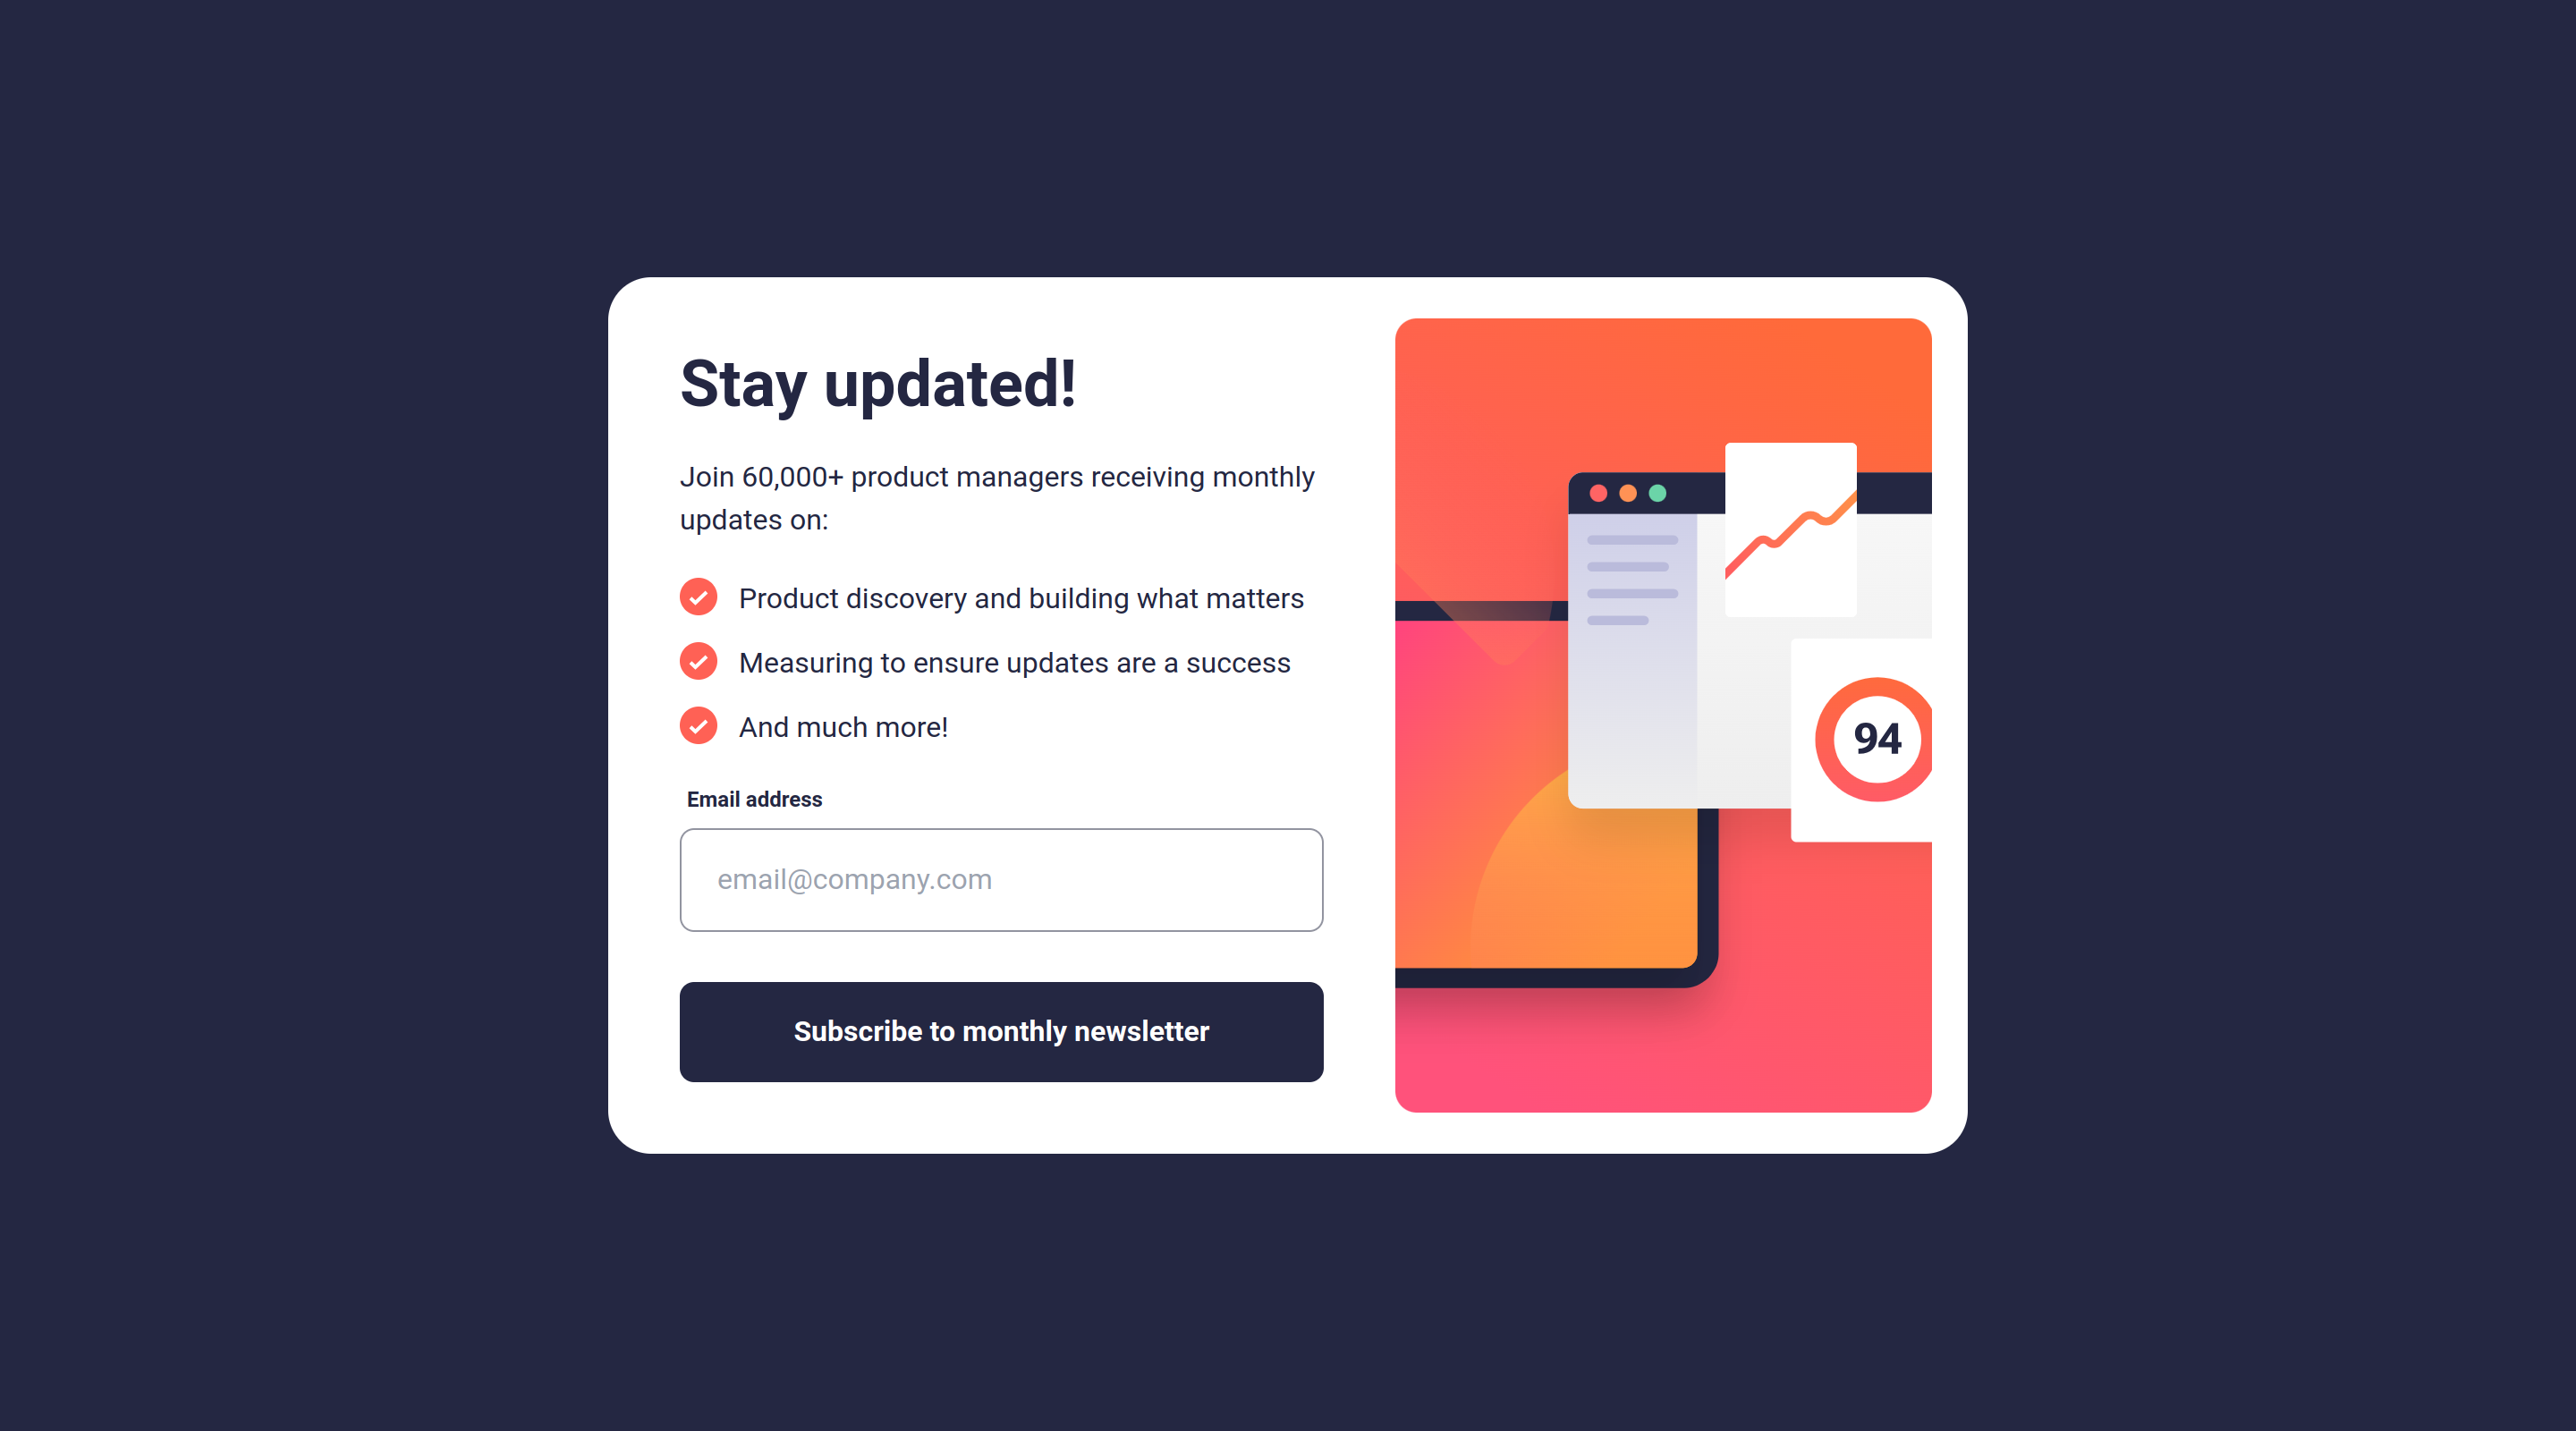 Stay updated!
Join 60,000+ product managers receiving monthly
updates on:
Product discovery and building what matters
Measuring to ensure updates are a success
And much more!
Email address
email@company.com
Subscribe to monthly newsletter
94